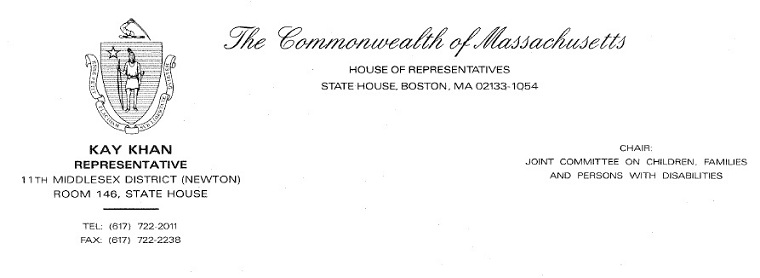 The Commonwealth of Massachusetts
HOUSE OF REPRESENTATIVES
STATE HOUSE, BOSTON, MA 02133-1054
KAY KHAN
REPRESENTATIVE
11TH MIDDLESEX DISTRICT (NEWTON)
ROOM 146, STATE HOUSE
TEL: (617) 722-2011
FAX: (617) 722-2238
CHAIR:
JOINT COMMITTEE ON CHILDREN, FAMILIES
AND PERSONS WITH DISABILITIES